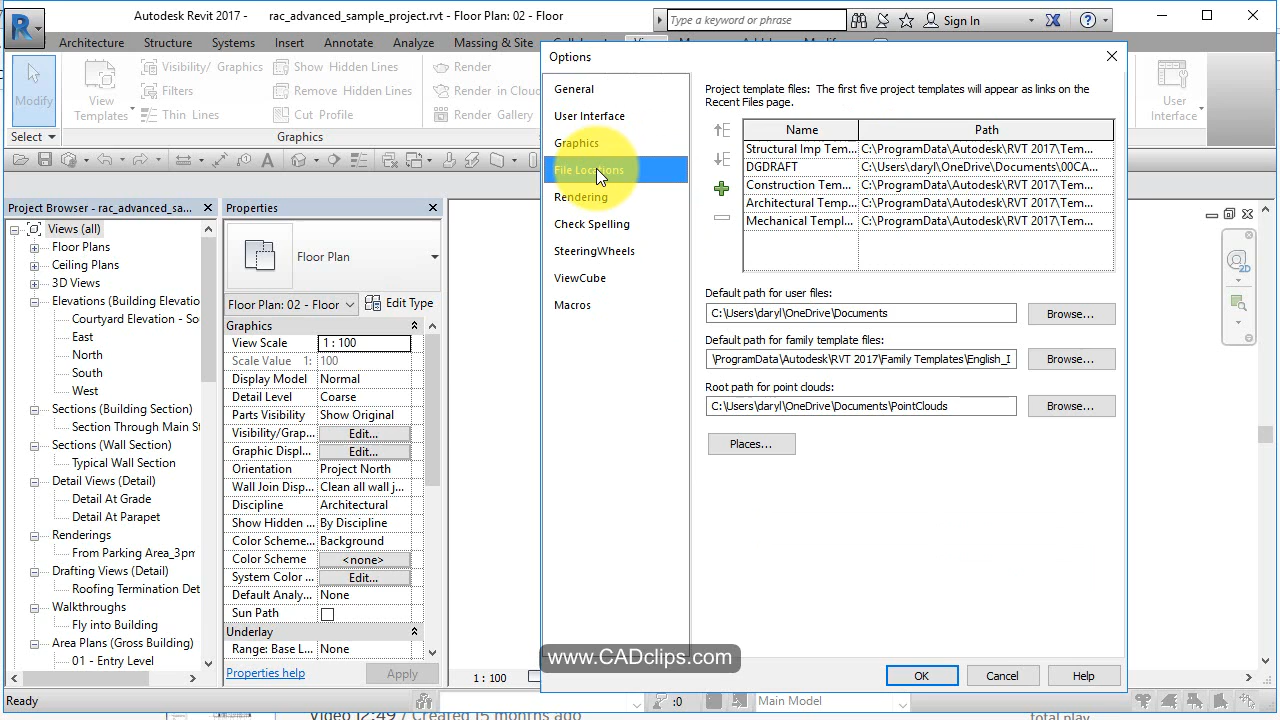 Autodesk Revit 2017 - rac_advanced_sample_project.rvt - Floor Plan: 02 - Floor
Type a keyword or phrase
Sign In
Architecture Structure Systems Insert Annotate Analyze Massing & Site
Modify
Select
View
Templates
Visibility/ Graphics
Filters
Thin Lines
Show Hidden Lines
Remove Hidden Lines
Cut Profile
Graphics
Render
Render in Cloud
Render Gallery
User
Interface
Project Browser - rac_advanced_sa...
Views (all)
Floor Plans
Ceiling Plans
3D Views
Elevations (Building Elevatio
Courtyard Elevation - So
East
North
South
West
Sections (Building Section)
Section Through Main St
Sections (Wall Section)
Typical Wall Section
Detail Views (Detail)
Detail At Grade
Detail At Parapet
Renderings
From Parking Area_3pm
Drafting Views (Detail)
Roofing Termination Det
Walkthroughs
Fly into Building
Area Plans (Gross Building)
01 - Entry Level
Properties
Floor Plan
Floor Plan: 02 - Floor
Edit Type
Graphics
View Scale 1 : 100
Scale Value 1: 100
Display Model Normal
Detail Level Coarse
Parts Visibility Show Original
Visibility/Grap... Edit...
Graphic Displ... Edit...
Orientation Project North
Wall Join Disp... Clean all wall j...
Discipline Architectural
Show Hidden ... By Discipline
Color Scheme... Background
Color Scheme <none>
System Color ... Edit...
Default Analy... None
Sun Path
Underlay
Range: Base L... None
Properties help
Apply
Options
General
User Interface
Graphics
File Locations
Rendering
Check Spelling
SteeringWheels
ViewCube
Macros
Project template files: The first five project templates will appear as links on the
Recent Files page.
Name Path
Structural Imp Tem... C:\ProgramData\Autodesk\RVT 2017\Tem...
DGDRAFT C:\Users\daryl\OneDrive\Documents\00CA...
Construction Tem... C:\ProgramData\Autodesk\RVT 2017\Tem...
Architectural Temp... C:\ProgramData\Autodesk\RVT 2017\Tem...
Mechanical Templ... C:\ProgramData\Autodesk\RVT 2017\Tem...
Default path for user files:
C:\Users\daryl\OneDrive\Documents
Browse...
Default path for family template files:
\ProgramData\Autodesk\RVT 2017\Family Templates\English_I
Browse...
Root path for point clouds:
C:\Users\daryl\OneDrive\Documents\PointClouds
Browse...
Places...
www.CADclips.com
OK
Cancel
Help
1 : 100
Ready
:0
Main Model
Video 12:49 / Created 15 months ago
total play